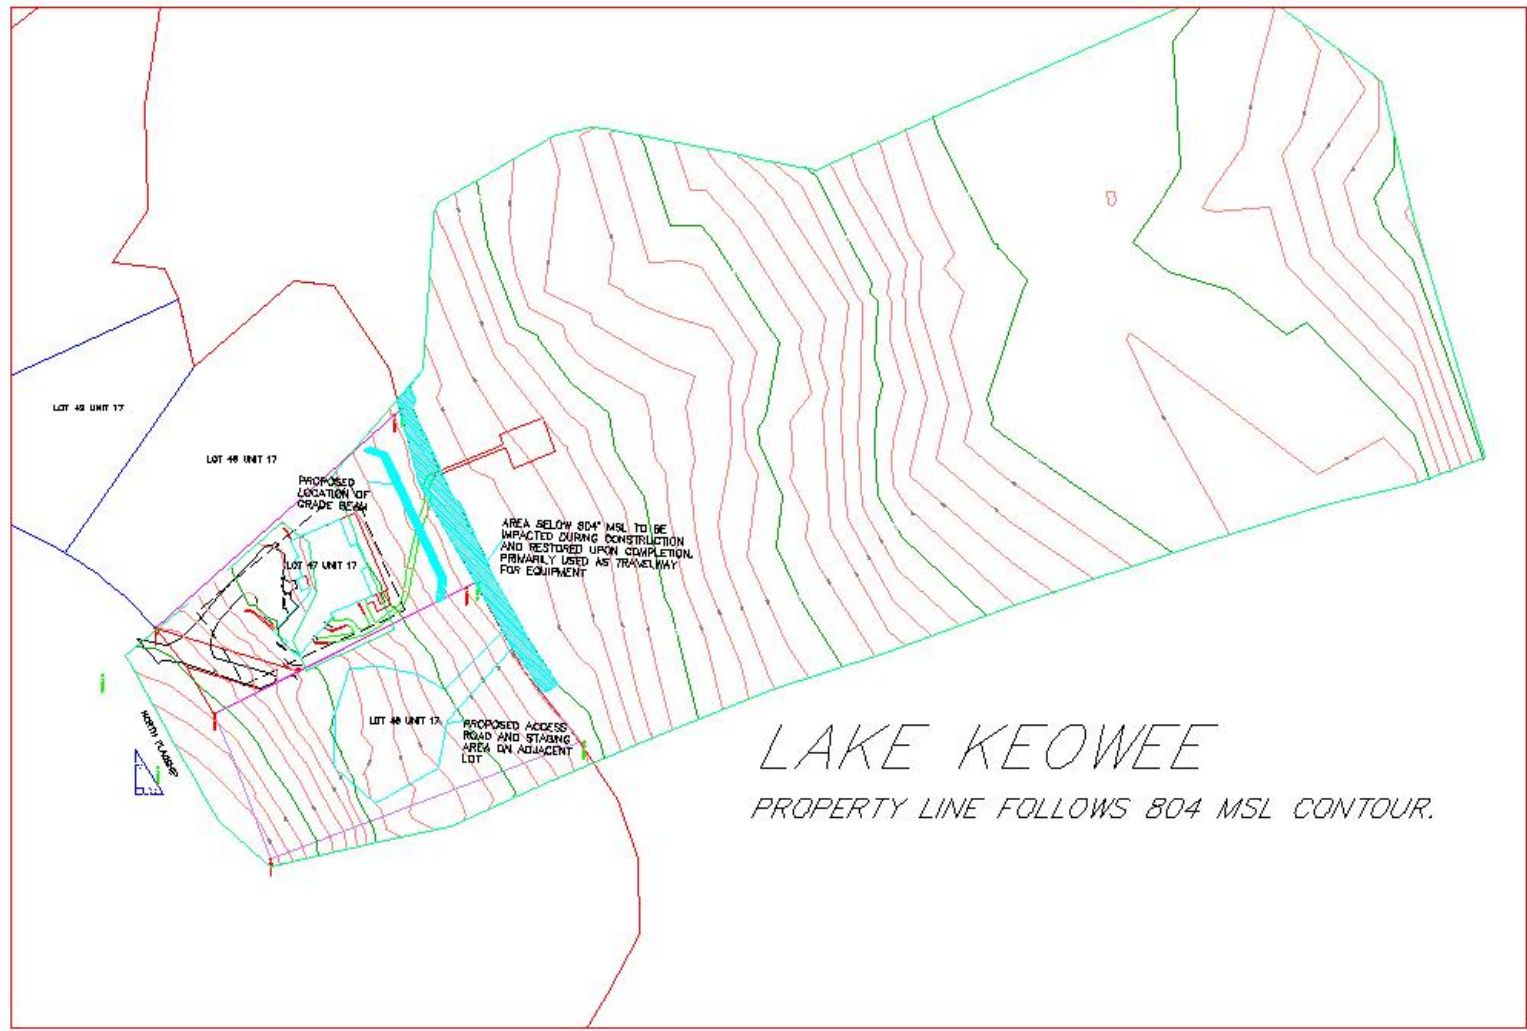 LOT 49 UNIT 17
LOT 48 UNIT 17
PROPOSED
LOCATION OF
GRADE BEAM
AREA BELOW 804' MSL TO BE
IMPACTED DURING CONSTRUCTION
AND RESTORED UPON COMPLETION.
PRIMARILY USED AS TRAVELWAY
FOR EQUIPMENT
LOT 47 UNIT 17
LOT 46 UNIT 17
PROPOSED ACCESS
ROAD AND STAGING
AREA ON ADJACENT
LOT
NORTH FLAGSHIP
LAKE KEOWEE
PROPERTY LINE FOLLOWS 804 MSL CONTOUR.